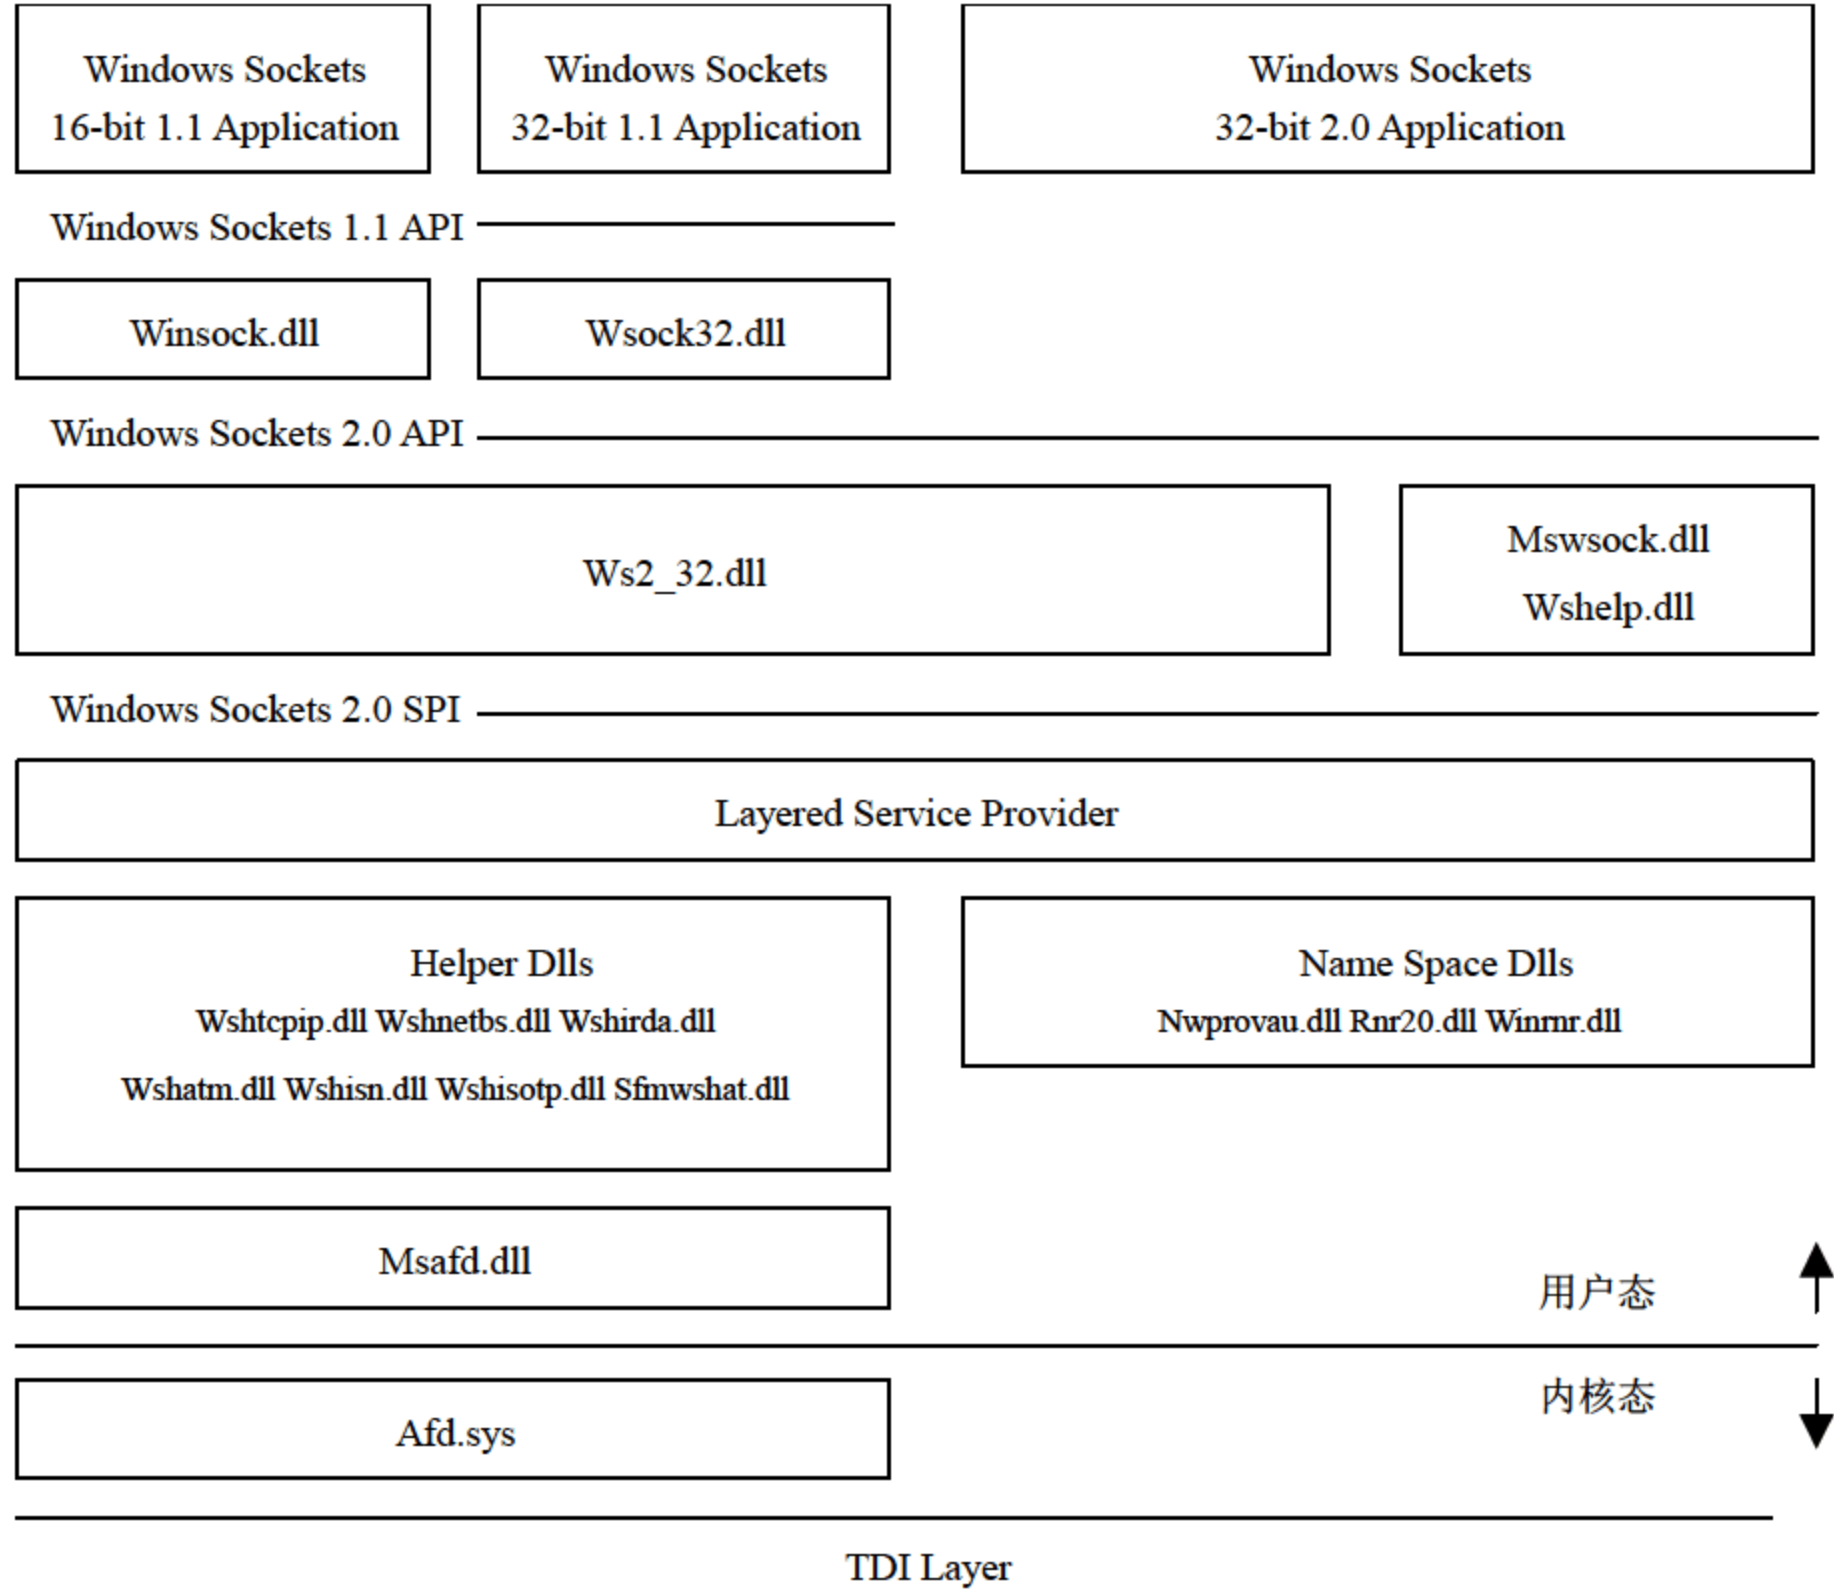 Windows Sockets
16-bit 1.1 Application
Windows Sockets
32-bit 1.1 Application
Windows Sockets
32-bit 2.0 Application
Windows Sockets 1.1 API
Winsock.dll
Wsock32.dll
Windows Sockets 2.0 API
Ws2_32.dll
Mswsock.dll
Wshelp.dll
Windows Sockets 2.0 SPI
Layered Service Provider
Helper Dlls
Wshtcpip.dll Wshnetbs.dll Wshirda.dll
Wshatm.dll Wshisn.dll Wshisotp.dll Sfmwshat.dll
Name Space Dlls
Nwprovau.dll Rnr20.dll Winrnr.dll
Msafd.dll
用户态
内核态
Afd.sys
TDI Layer